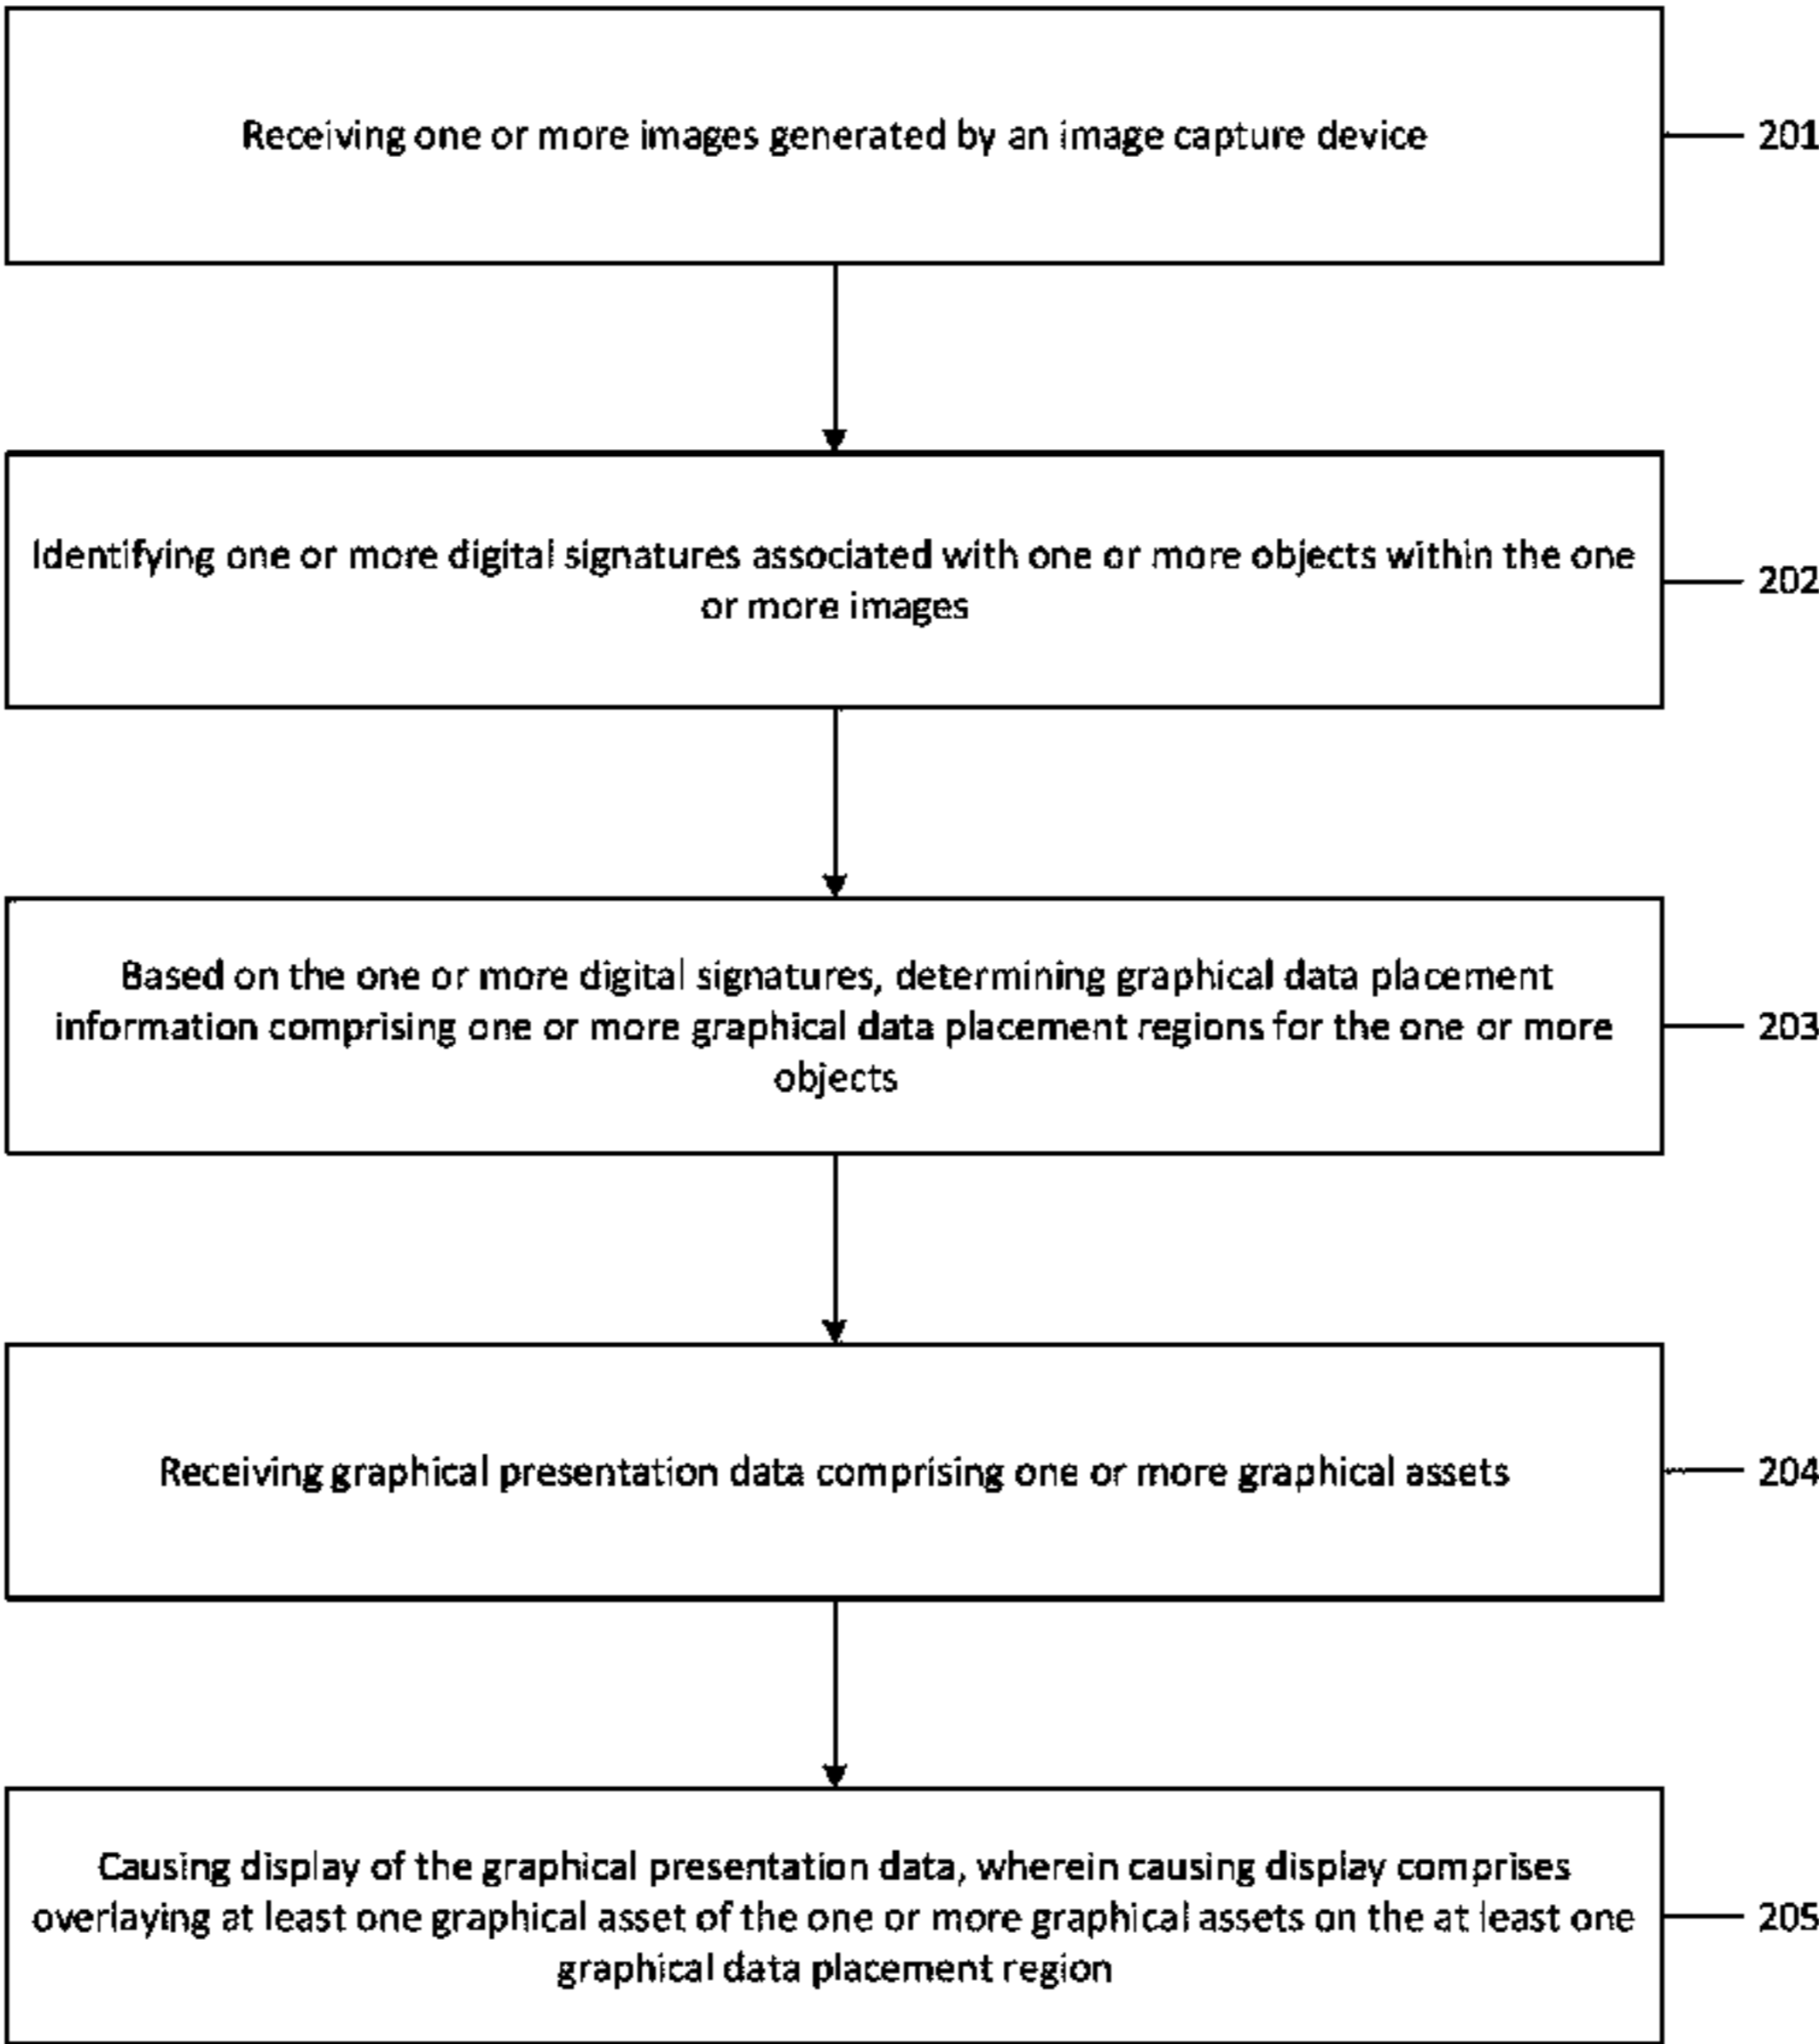 Receiving one or more images generated by an image capture device
201
Identifying one or more digital signatures associated with one or more objects within the one
or more images
202
Based on the one or more digital signatures, determining graphical data placement
information comprising one or more graphical data placement regions for the one or more
objects
203
Receiving graphical presentation data comprising one or more graphical assets
204
Causing display of the graphical presentation data, wherein causing display comprises
overlaying at least one graphical asset of the one or more graphical assets on the at least one
graphical data placement region
205